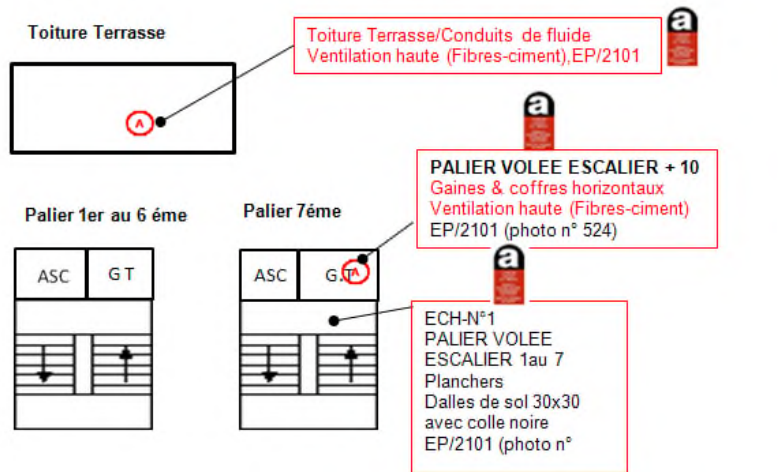 Toiture Terrasse
Toiture Terrasse/Conduits de fluide
Ventilation haute (Fibres-ciment),EP/2101
a
A
a
PALIER VOLEE ESCALIER + 10
Gaines & coffres horizontaux
Ventilation haute (Fibres-ciment)
EP/2101 (photo n° 524)
Palier 1er au 6 éme
Palier 7éme
ASC
G T
ASC
G.T
A
a
ECH-N°1
PALIER VOLEE
ESCALIER 1au 7
Planchers
Dalles de sol 30x30
avec colle noire
EP/2101 (photo n°